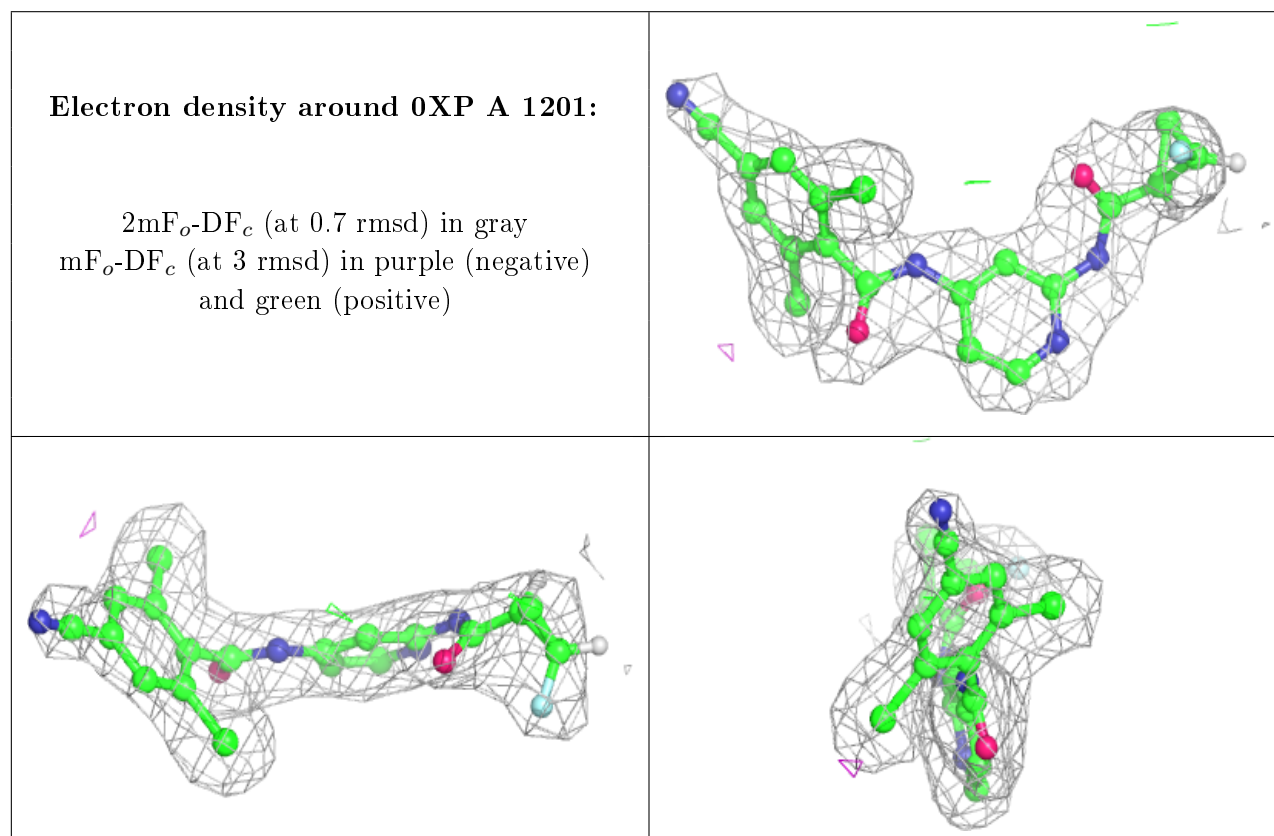 Electron density around 0XP A 1201:
2mFo-DFc (at 0.7 rmsd) in gray
mFo-DFc (at 3 rmsd) in purple (negative)
and green (positive)